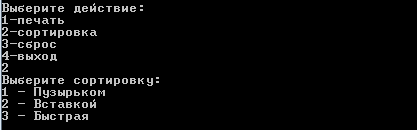 Выберите действие:
1-печать
2-сортировка
3-сброс
4-выход
2
Выберите сортировку:
1 - Пузырьком
2 - Вставкой
3 - Быстрая